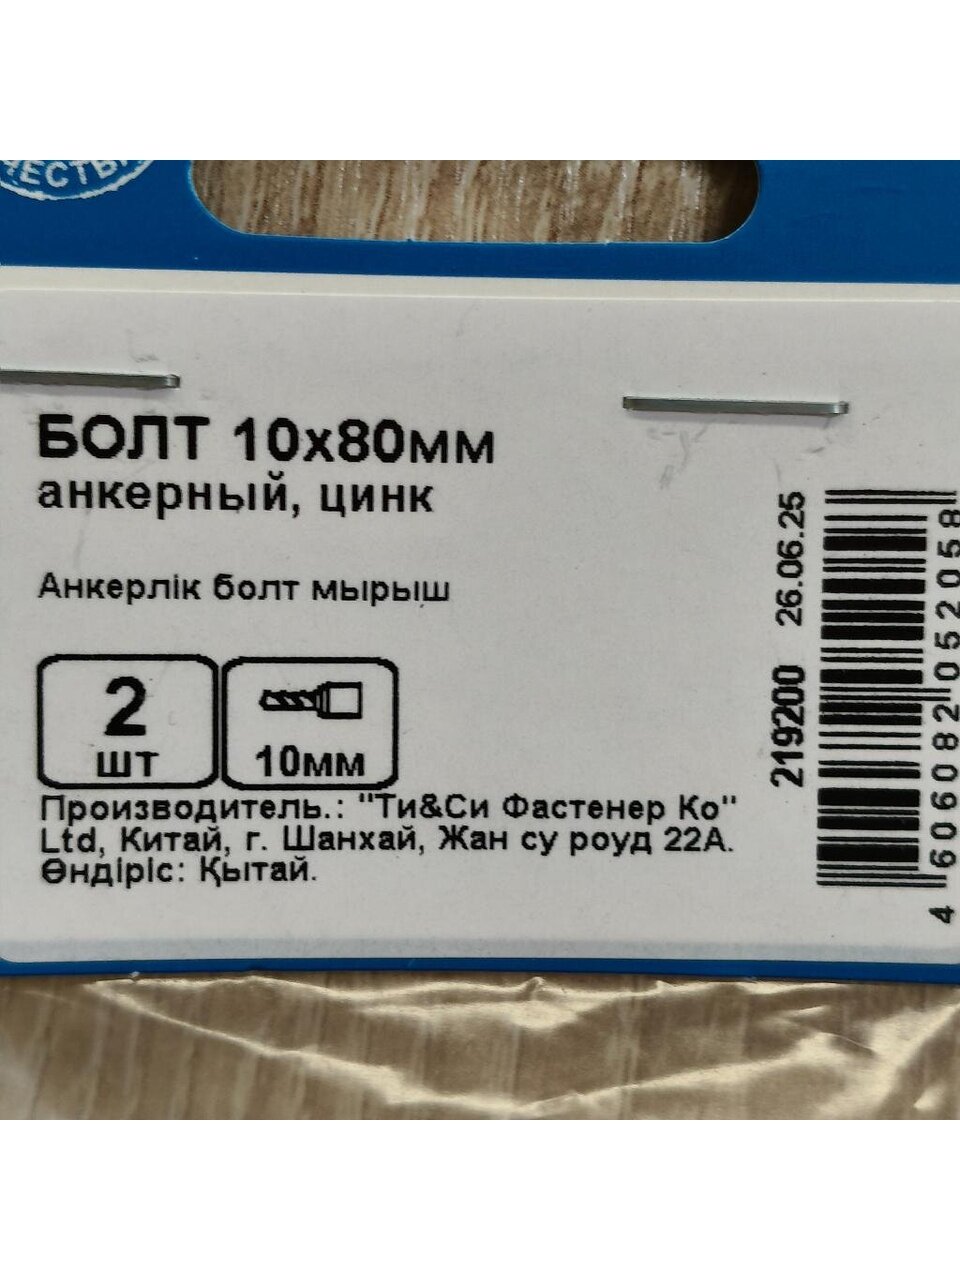 БОЛТ 10х80мм
анкерный, цинк
Анкерлік болт мырыш
2
шт
10мм
Производитель.: "Ти&Си Фастенер Ко"
Ltd, Китай, г. Шанхай, Жан су роуд 22А.
Өндіріс: Қытай.
219200 26.06.25
4 606082 052058